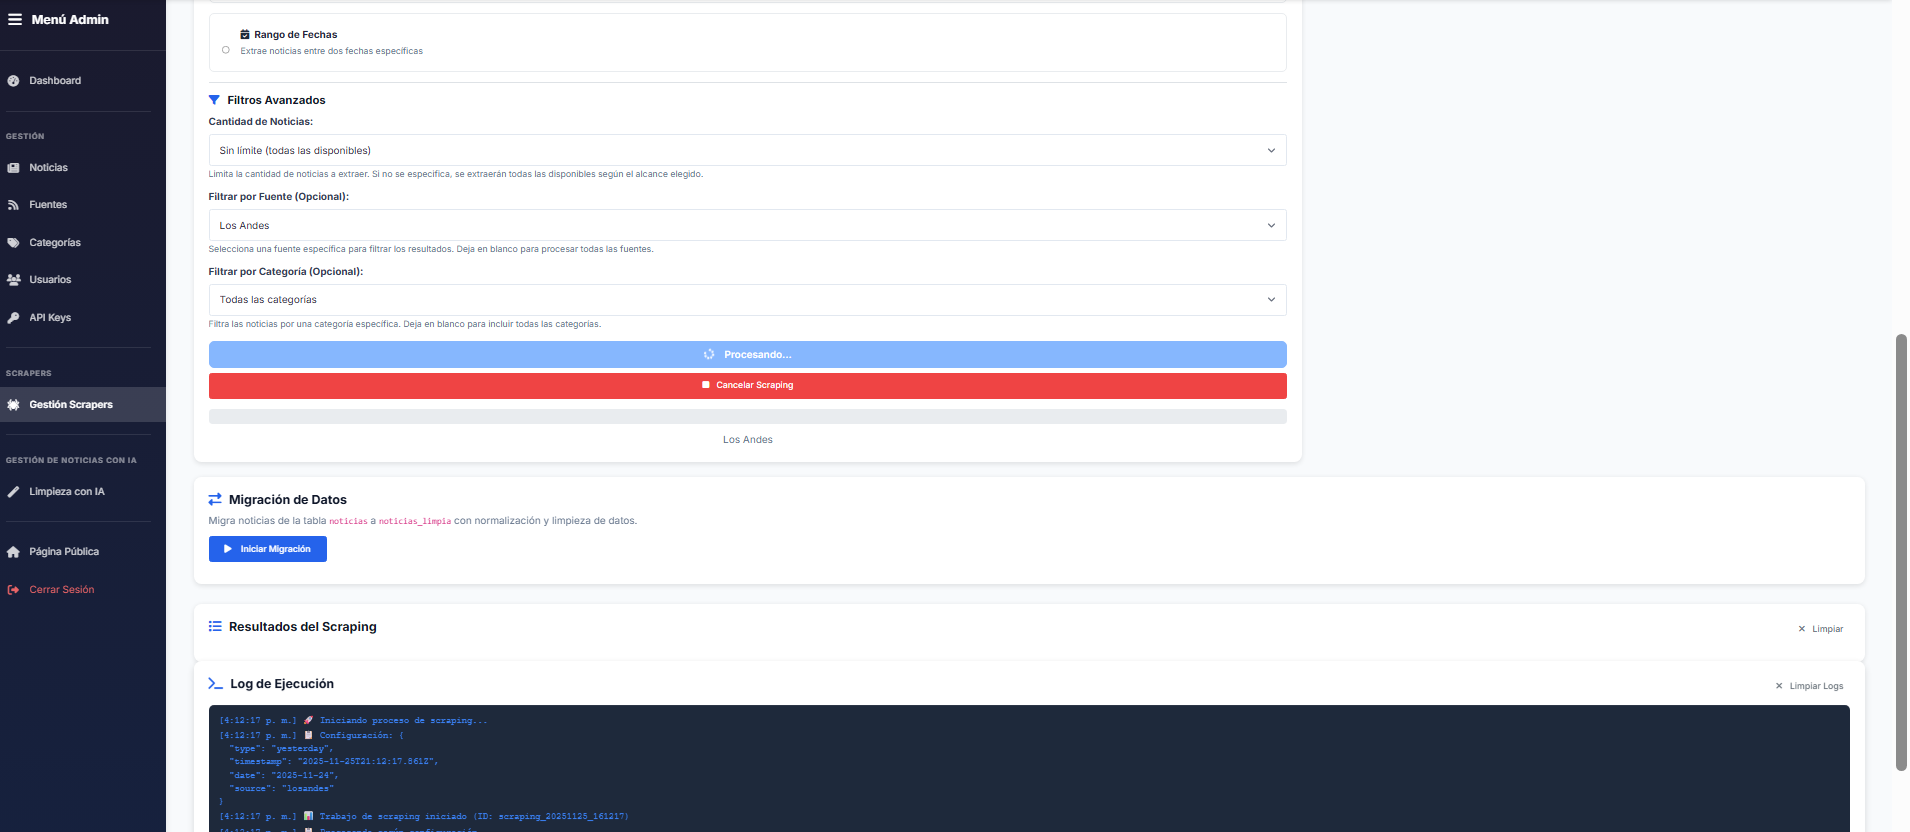 Menú Admin
Dashboard
GESTIÓN
Noticias
Fuentes
Categorías
Usuarios
API Keys
SCRAPERS
Gestión Scrapers
GESTIÓN DE NOTICIAS CON IA
Limpieza con IA
Página Pública
Cerrar Sesión
Rango de Fechas
Extrae noticias entre dos fechas específicas
Filtros Avanzados
Cantidad de Noticias:
Sin límite (todas las disponibles)
Limita la cantidad de noticias a extraer. Si no se especifica, se extraerán todas las disponibles según el alcance elegido.
Filtrar por Fuente (Opcional):
Los Andes
Selecciona una fuente específica para filtrar los resultados. Deja en blanco para procesar todas las fuentes.
Filtrar por Categoría (Opcional):
Todas las categorías
Filtra las noticias por una categoría específica. Deja en blanco para incluir todas las categorías.
Procesando...
Cancelar Scraping
Los Andes
Migración de Datos
Migra noticias de la tabla noticias a noticias_limpia con normalización y limpieza de datos.
Iniciar Migración
Resultados del Scraping
Limpiar
Log de Ejecución
Limpiar Logs
[4:12:17 p. m.] 🚀 Iniciando proceso de scraping...
[4:12:17 p. m.] 📋 Configuración: {
"type": "yesterday",
"timestamp": "2025-11-25T21:12:17.861Z",
"date": "2025-11-24",
"source": "losandes"
}
[4:12:17 p. m.] 📊 Trabajo de scraping iniciado (ID: scraping_20251125_161217)
[4:12:17 p. m.] 📋 Procesando según configuración